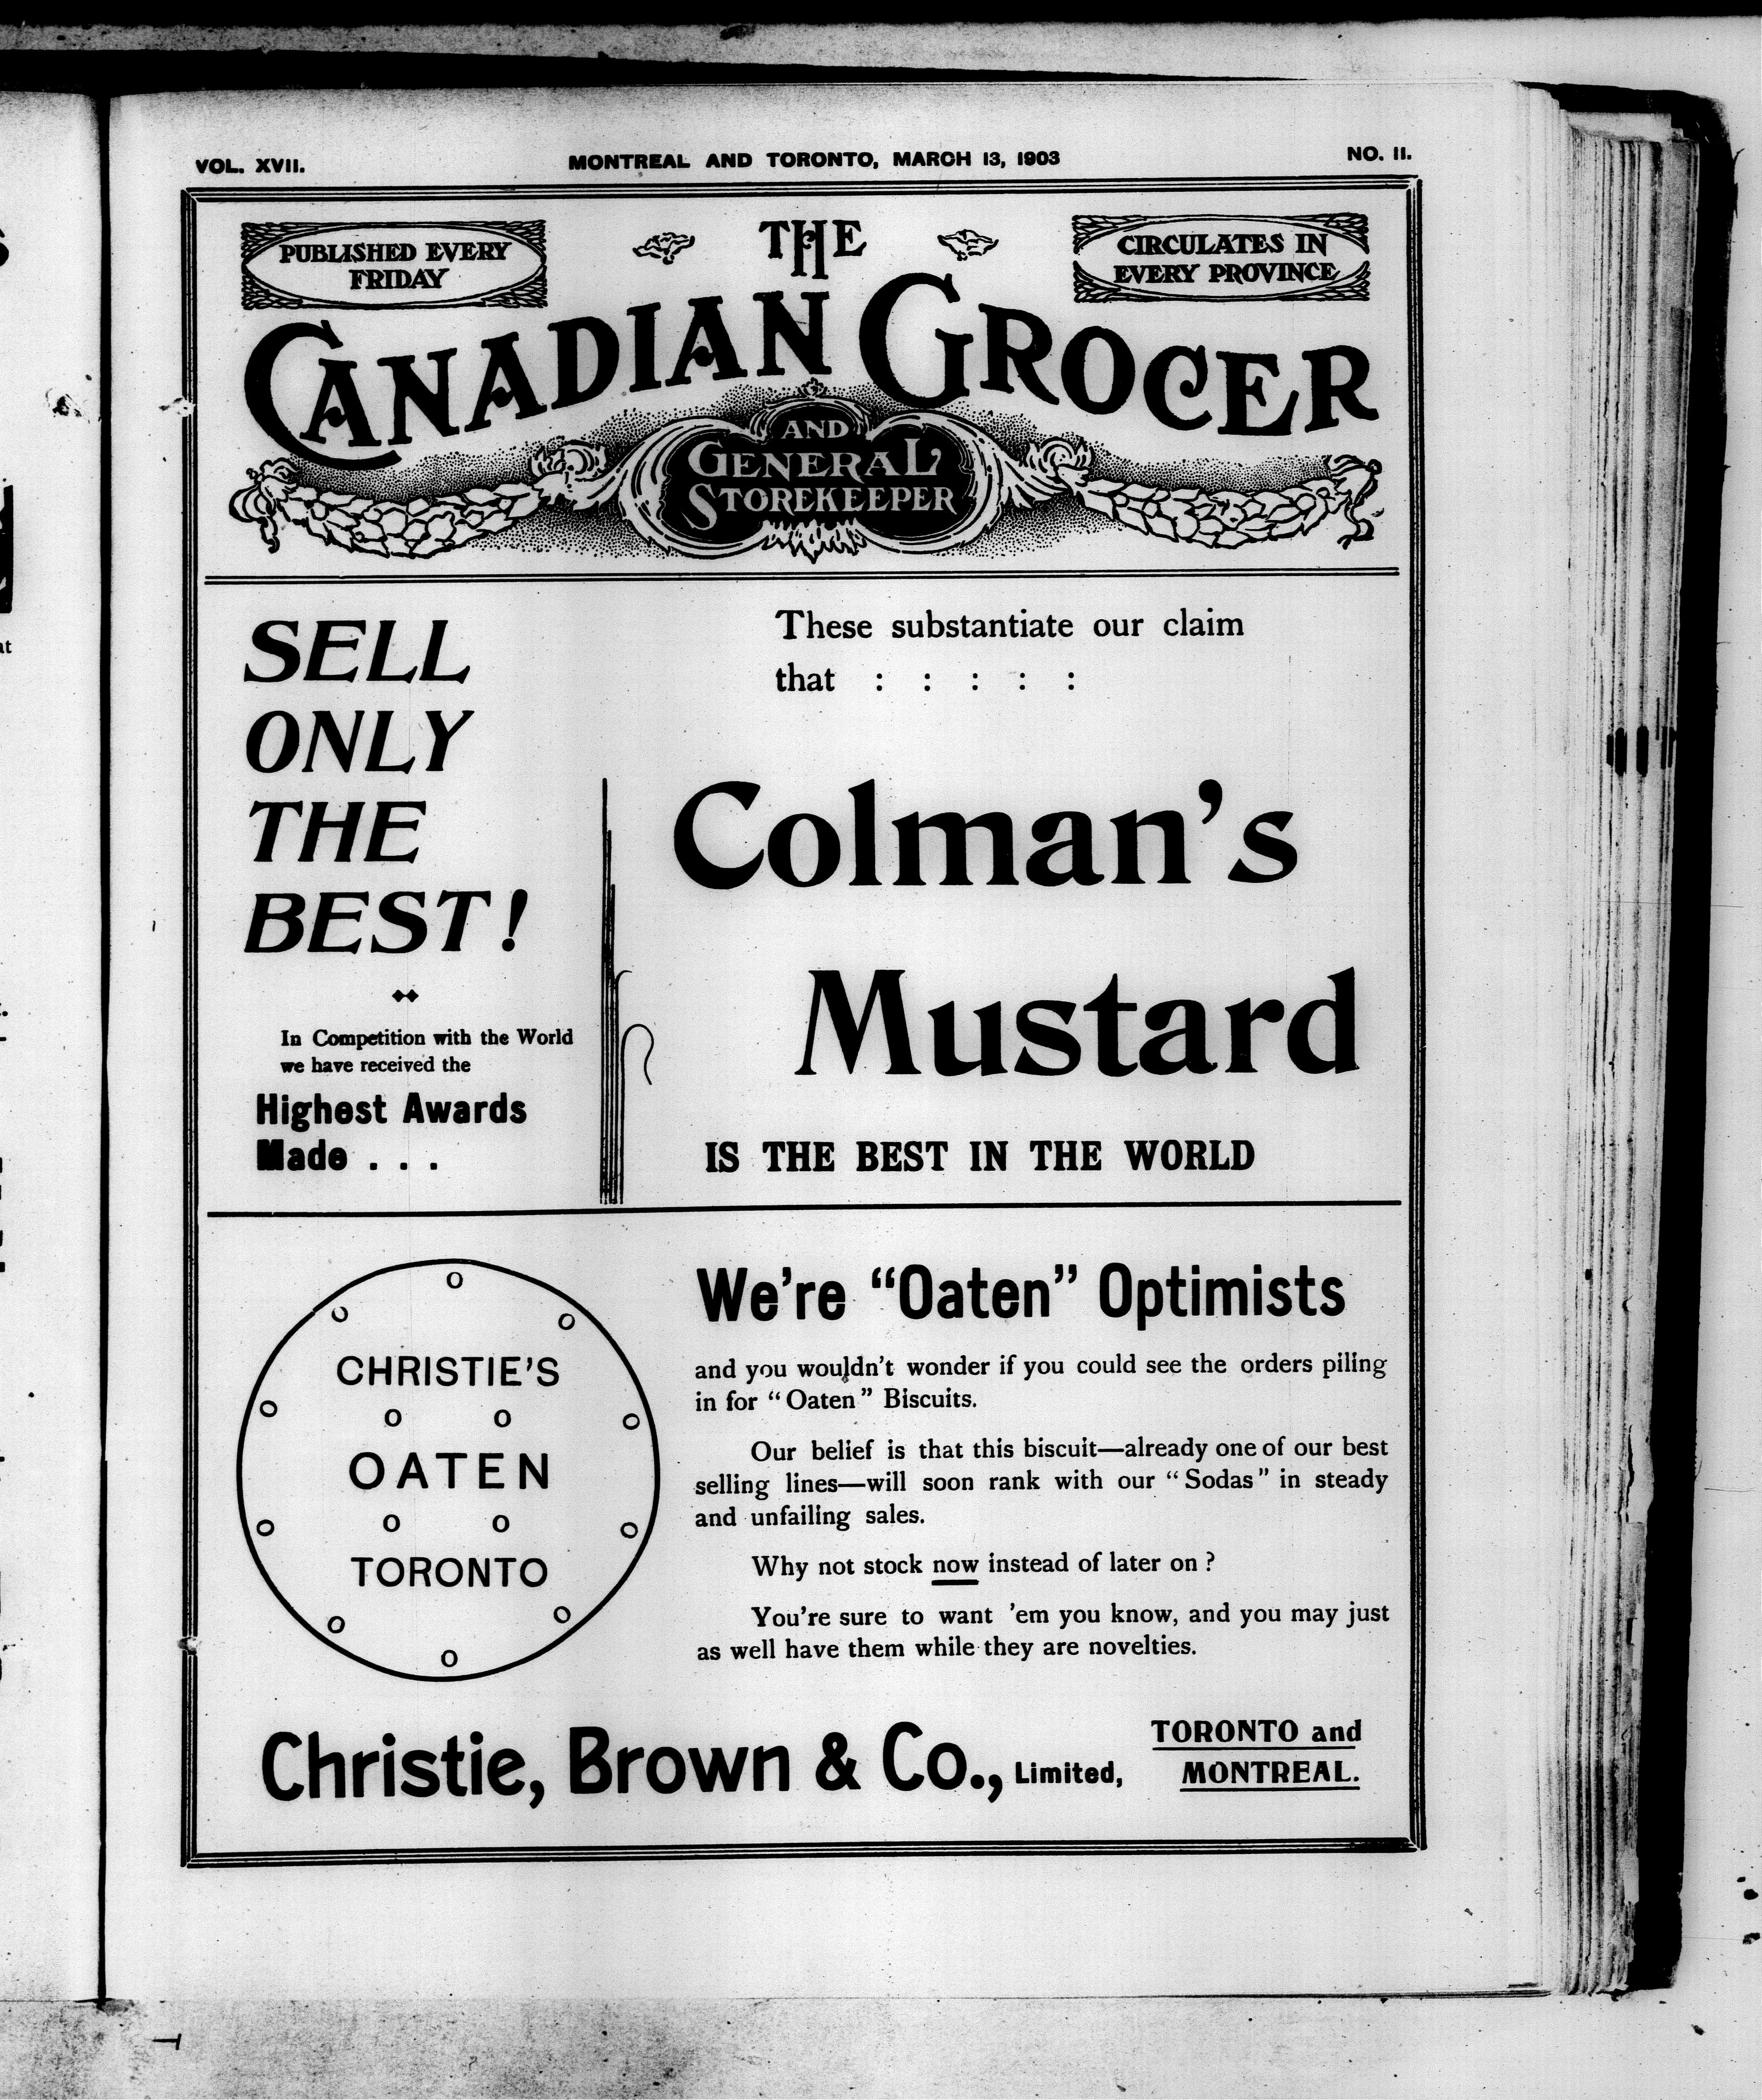 VOL. XVII.
MONTREAL AND TORONTO, MARCH 13, 1903
NO. 11.
PUBLISHED EVERY
FRIDAY
THE
CIRCULATES IN
EVERY PROVINCE
CANADIAN GROCER
AND
GENERAL
STOREKEEPER
SELL
ONLY
THE
BEST!
In Competition with the World
we have received the
Highest Awards
Made . . .
These substantiate our claim
that : : : : :
Colman's
Mustard
IS THE BEST IN THE WORLD
CHRISTIE'S
OATEN
TORONTO
We're "Oaten" Optimists
and you wouldn't wonder if you could see the orders piling
in for "Oaten" Biscuits.
Our belief is that this biscuit—already one of our best
selling lines—will soon rank with our "Sodas" in steady
and unfailing sales.
Why not stock now instead of later on ?
You're sure to want 'em you know, and you may just
as well have them while they are novelties.
Christie, Brown & Co., Limited,
TORONTO and
MONTREAL.